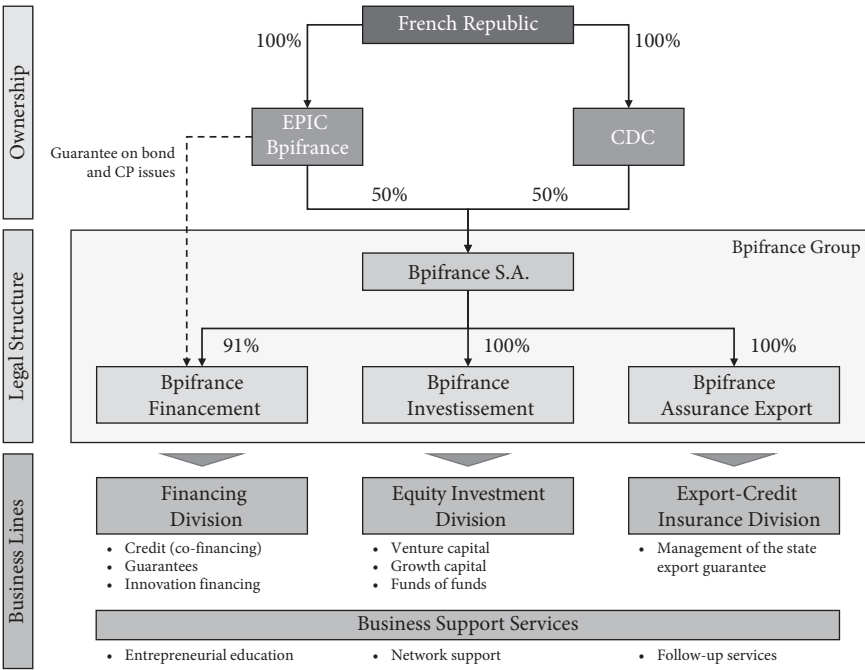 Ownership
French Republic
100%
100%
EPIC
Bpifrance
CDC
Guarantee on bond
and CP issues
50%
50%
Legal Structure
Bpifrance Group
Bpifrance S.A.
91%
100%
100%
Bpifrance
Financement
Bpifrance
Investissement
Bpifrance
Assurance Export
Business Lines
Financing
Division
• Credit (co-financing)
• Guarantees
• Innovation financing
Equity Investment
Division
• Venture capital
• Growth capital
• Funds of funds
Export-Credit
Insurance Division
• Management of the state
export guarantee
Business Support Services
• Entrepreneurial education
• Network support
• Follow-up services